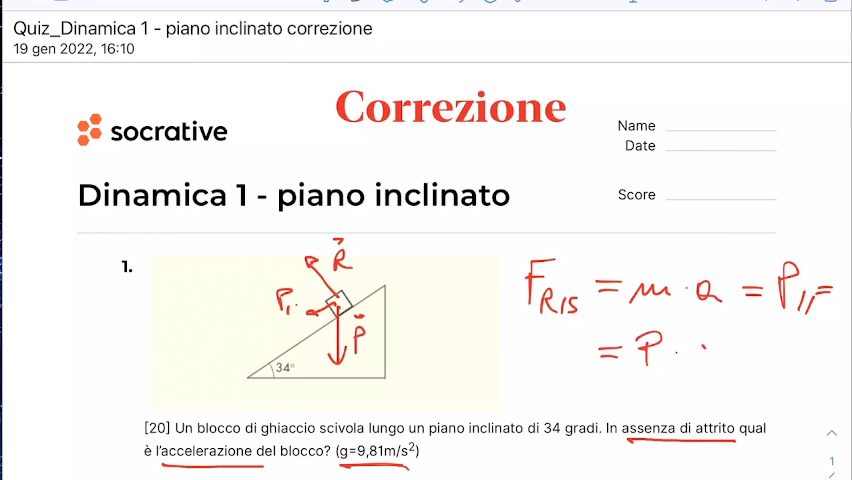 Quiz_Dinamica 1 - piano inclinato correzione
19 gen 2022, 16:10
Correzione
socrative
Name
Date
Dinamica 1 - piano inclinato
Score
1.
R
P
P
34°
F RIS = m · a = P// =
= P ·
[20] Un blocco di ghiaccio scivola lungo un piano inclinato di 34 gradi. In assenza di attrito qual
è l'accelerazione del blocco? (g=9,81m/s²)
1